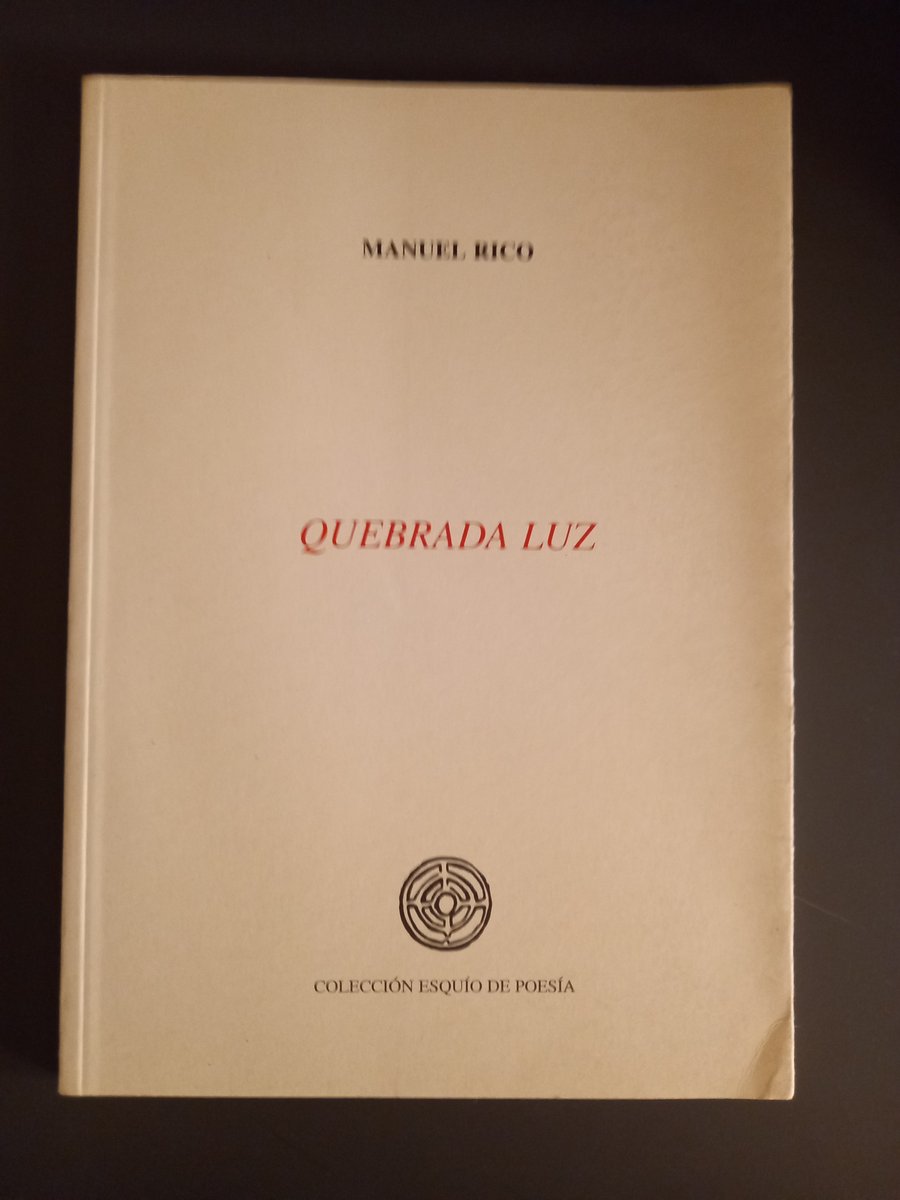 MANUEL RICO
QUEBRADA LUZ
COLECCIÓN ESQUÍO DE POESÍA